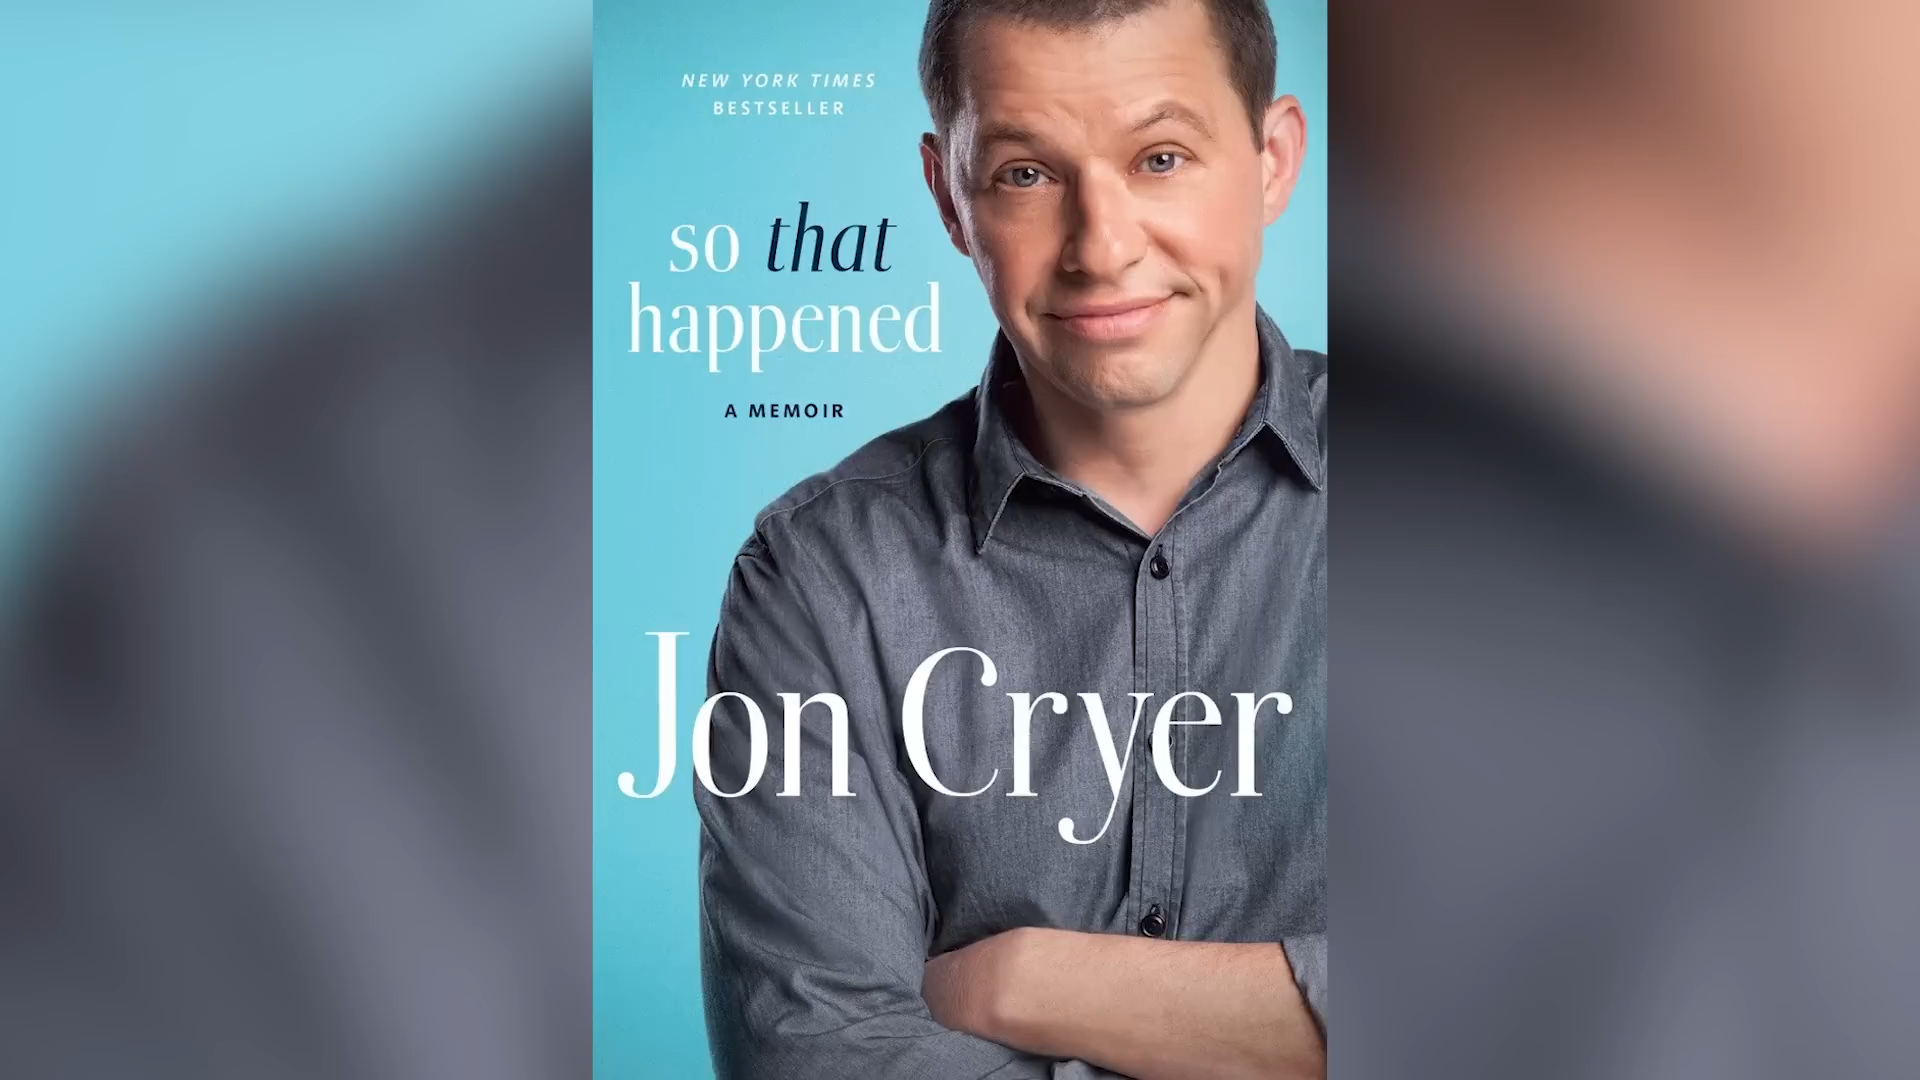 NEW YORK TIMES
BESTSELLER
so that
happened
A MEMOIR
Jon Cryer